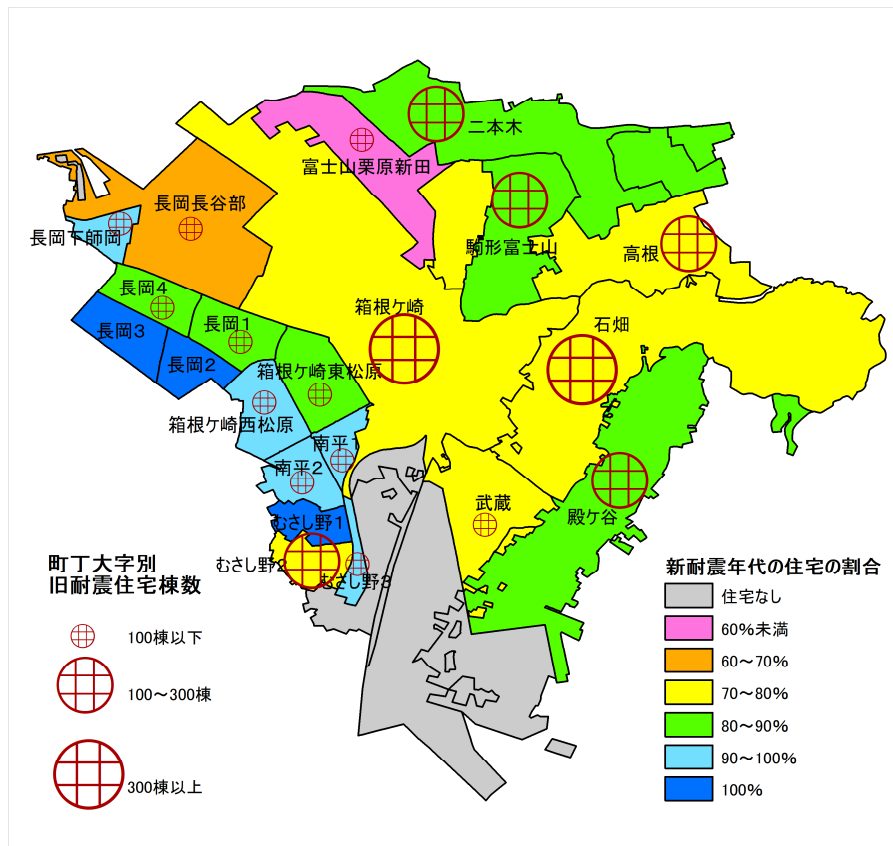 二本木
富士山栗原新田
長岡長谷部
長岡下師岡
駒形富士山
高根
長岡4
箱根ケ崎
長岡3
長岡1
石畑
長岡2
箱根ケ崎東松原
箱根ケ崎西松原
南平1
南平2
武蔵
殿ケ谷
むさし野1
むさし野2
むさし野3
町丁大字別
旧耐震住宅棟数
100棟以下
100～300棟
300棟以上
新耐震年代の住宅の割合
住宅なし
60%未満
60～70%
70～80%
80～90%
90～100%
100%